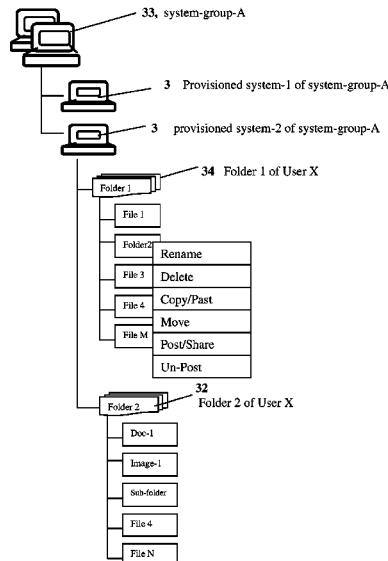 33, system-group-A
3 Provisioned system-1 of system-group-A
3 provisioned system-2 of system-group-A
34 Folder 1 of User X
Folder 1
File 1
Folder2
Rename
File 3
Delete
Copy/Past
File 4
Move
File M
Post/Share
Un-Post
32
Folder 2
Folder 2 of User X
Doc-1
Image-1
Sub-folder
File 4
File N